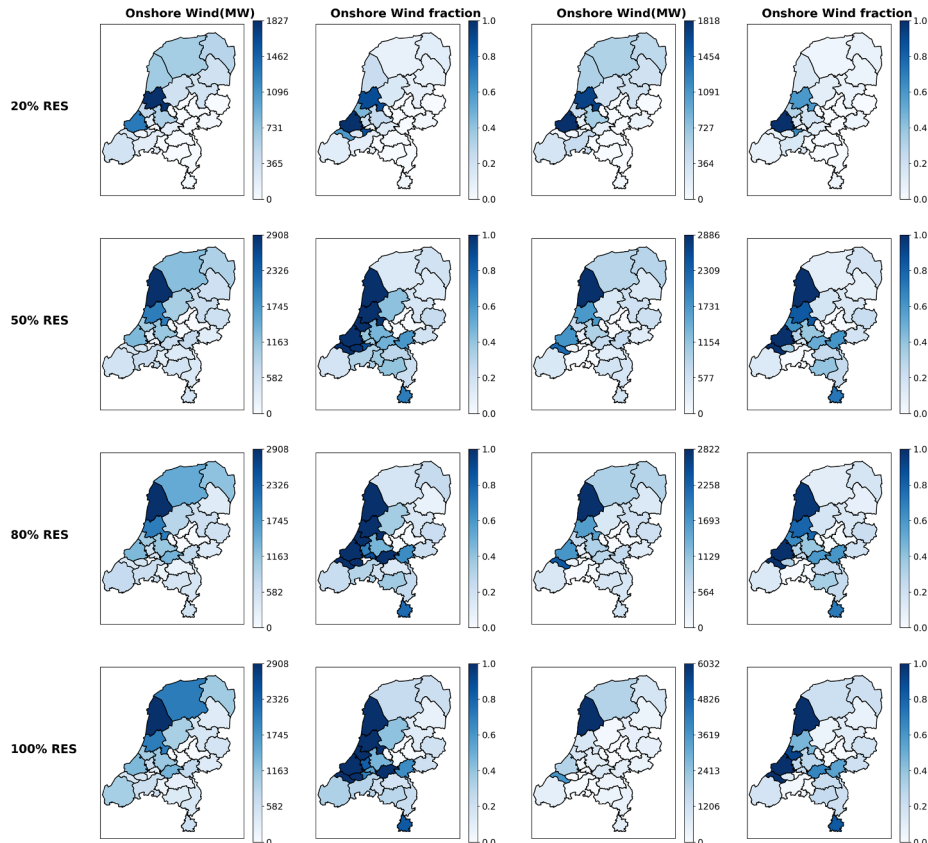 Onshore Wind(MW) Onshore Wind fraction Onshore Wind(MW) Onshore Wind fraction
20% RES
1827 1.0 1818 1.0
1462 0.8 1454 0.8
1096 0.6 1091 0.6
731 0.4 727 0.4
365 0.2 364 0.2
0 0.0 0 0.0
50% RES
2908 1.0 2886 1.0
2326 0.8 2309 0.8
1745 0.6 1731 0.6
1163 0.4 1154 0.4
582 0.2 577 0.2
0 0.0 0 0.0
80% RES
2908 1.0 2822 1.0
2326 0.8 2258 0.8
1745 0.6 1693 0.6
1163 0.4 1129 0.4
582 0.2 564 0.2
0 0.0 0 0.0
100% RES
2908 1.0 6032 1.0
2326 0.8 4826 0.8
1745 0.6 3619 0.6
1163 0.4 2413 0.4
582 0.2 1206 0.2
0 0.0 0 0.0